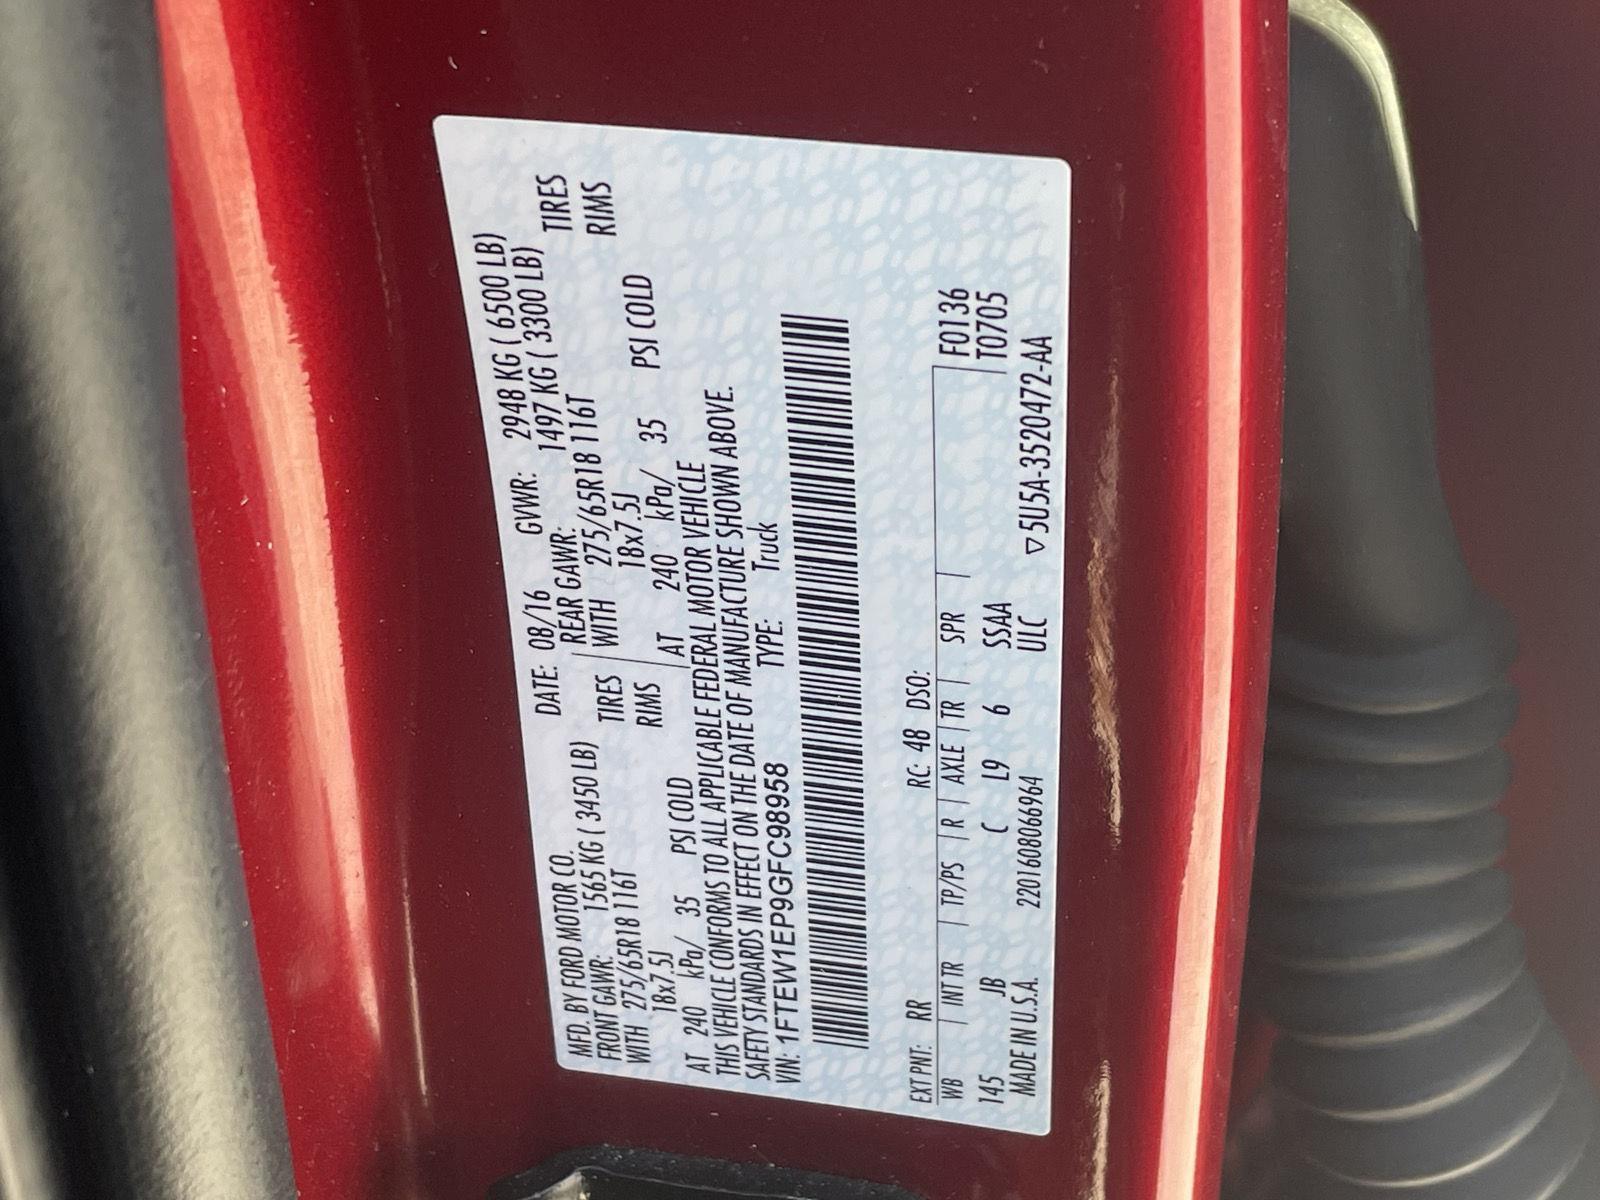 MFD. BY FORD MOTOR CO. DATE: 08/16 GVWR: 2948 KG ( 6500 LB)
FRONT GAWR: 1565 KG ( 3450 LB) REAR GAWR: 1497 KG ( 3300 LB)
WITH 275/65R18 116T TIRES WITH 275/65R18 116T TIRES
18x7.5J RIMS 18x7.5J RIMS
AT 240 kPa/ 35 PSI COLD AT 240 kPa/ 35 PSI COLD
THIS VEHICLE CONFORMS TO ALL APPLICABLE FEDERAL MOTOR VEHICLE
SAFETY STANDARDS IN EFFECT ON THE DATE OF MANUFACTURE SHOWN ABOVE.
VIN: 1FTEW1EP9GFC98958 TYPE: Truck
EXT PNT: RR RC: 48 DSO: F0136
WB | INT TR | TP/PS | R | AXLE | TR | SPR | T0705
145 JB C L9 6 SSAA
MADE IN U.S.A. 220160806​6964 ULC ▽5U5A-3520472-AA